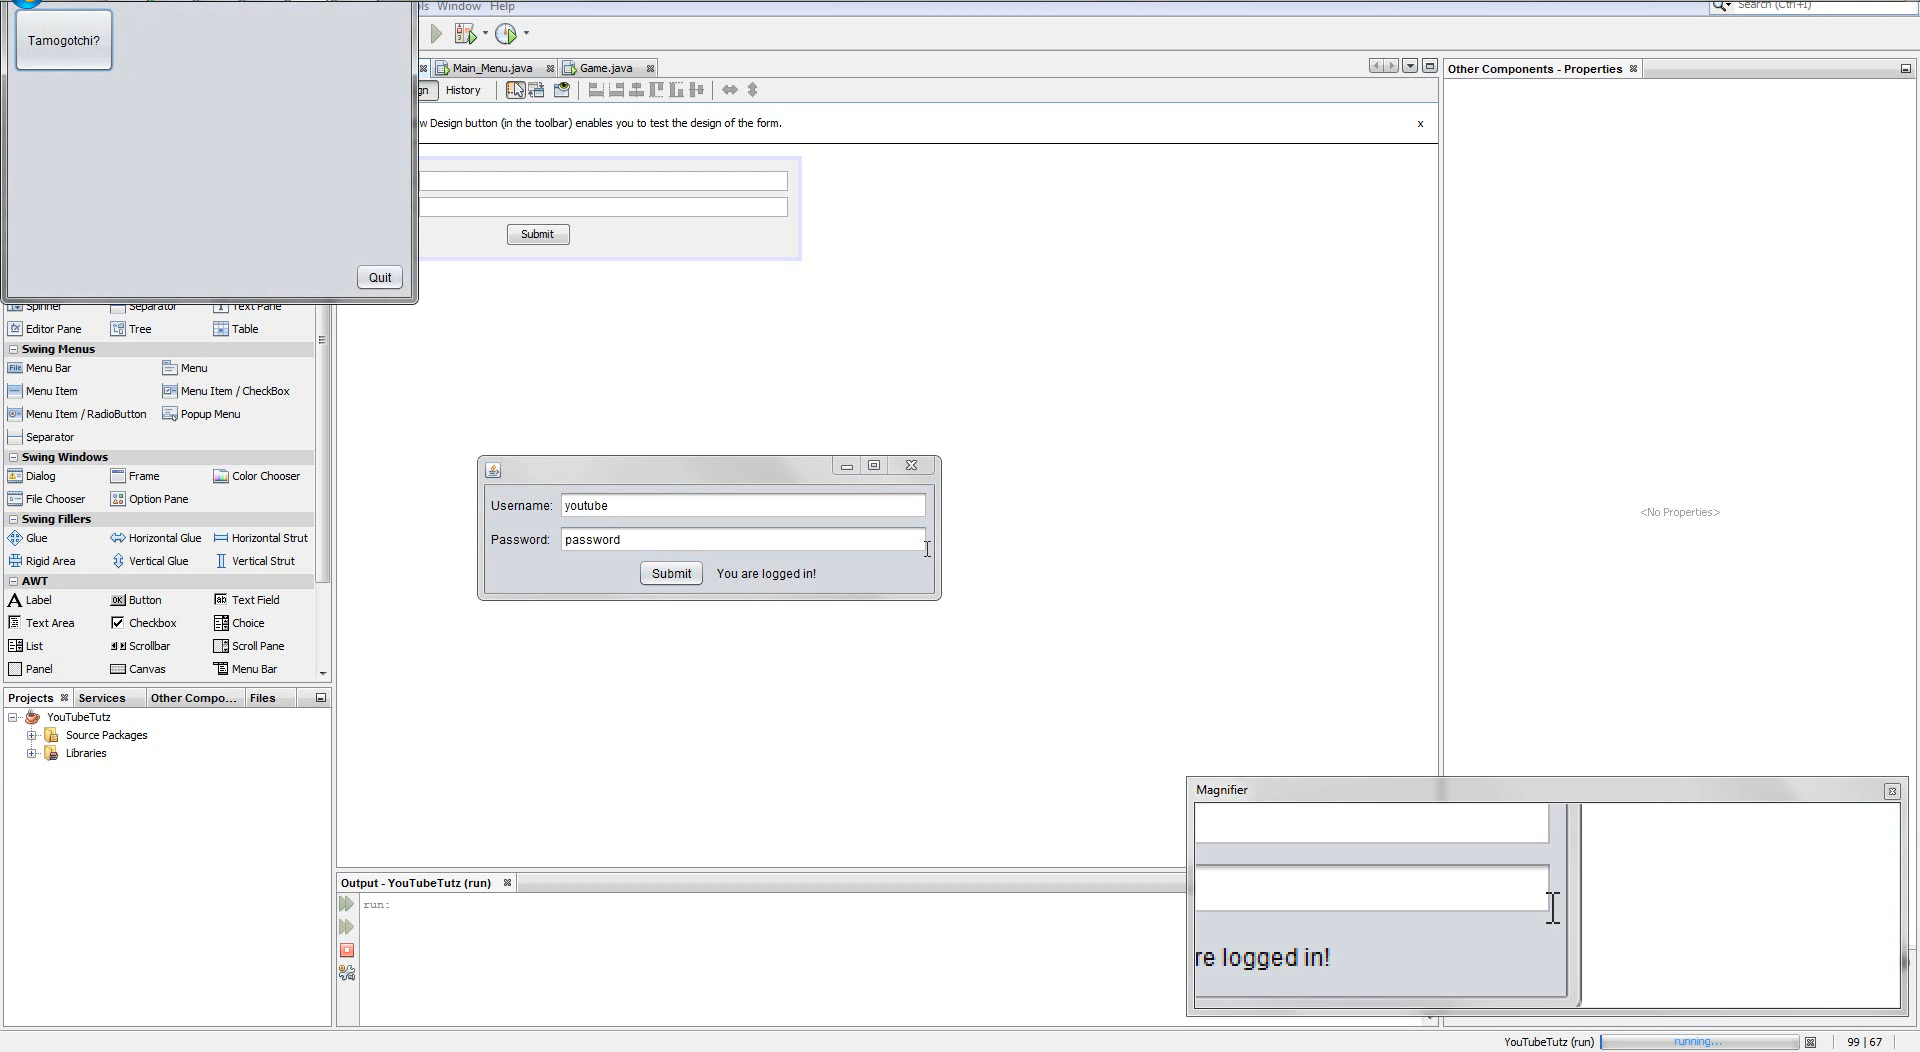 Window Help
Search (Ctrl+I)
Tamogotchi?
Quit
Main_Menu.java
Game.java
History
Design button (in the toolbar) enables you to test the design of the form.
x
Submit
Other Components - Properties
<No Properties>
Spinner Separator Text Pane
Editor Pane Tree Table
Swing Menus
Menu Bar Menu
Menu Item Menu Item / CheckBox
Menu Item / RadioButton Popup Menu
Separator
Swing Windows
Dialog Frame Color Chooser
File Chooser Option Pane
Swing Fillers
Glue Horizontal Glue Horizontal Strut
Rigid Area Vertical Glue Vertical Strut
AWT
Label Button Text Field
Text Area Checkbox Choice
List Scrollbar Scroll Pane
Panel Canvas Menu Bar
Username: youtube
Password: password
Submit You are logged in!
Projects Services Other Compo... Files
YouTubeTutz
Source Packages
Libraries
Output - YouTubeTutz (run)
run:
Magnifier
re logged in!
YouTubeTutz (run) running... 99 | 67